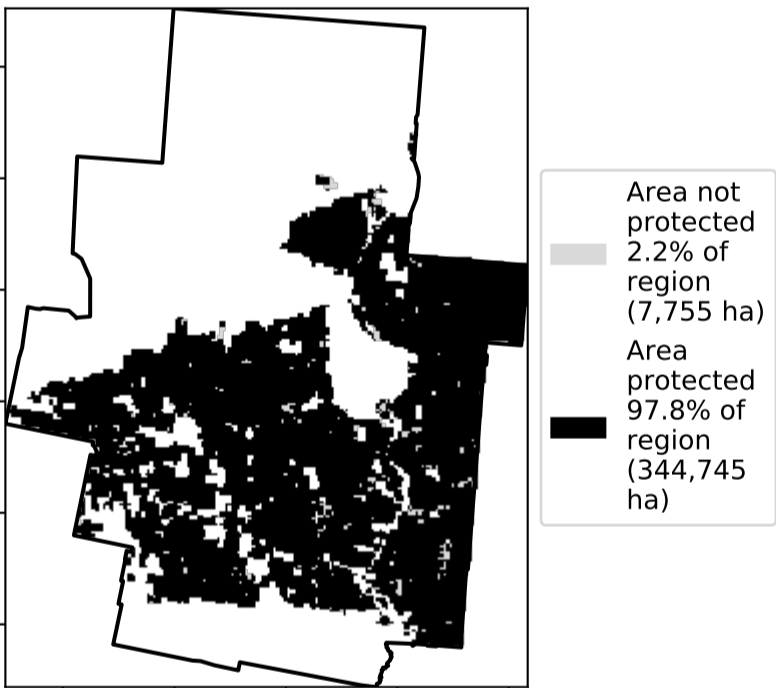 Area not
protected
2.2% of
region
(7,755 ha)
Area
protected
97.8% of
region
(344,745
ha)